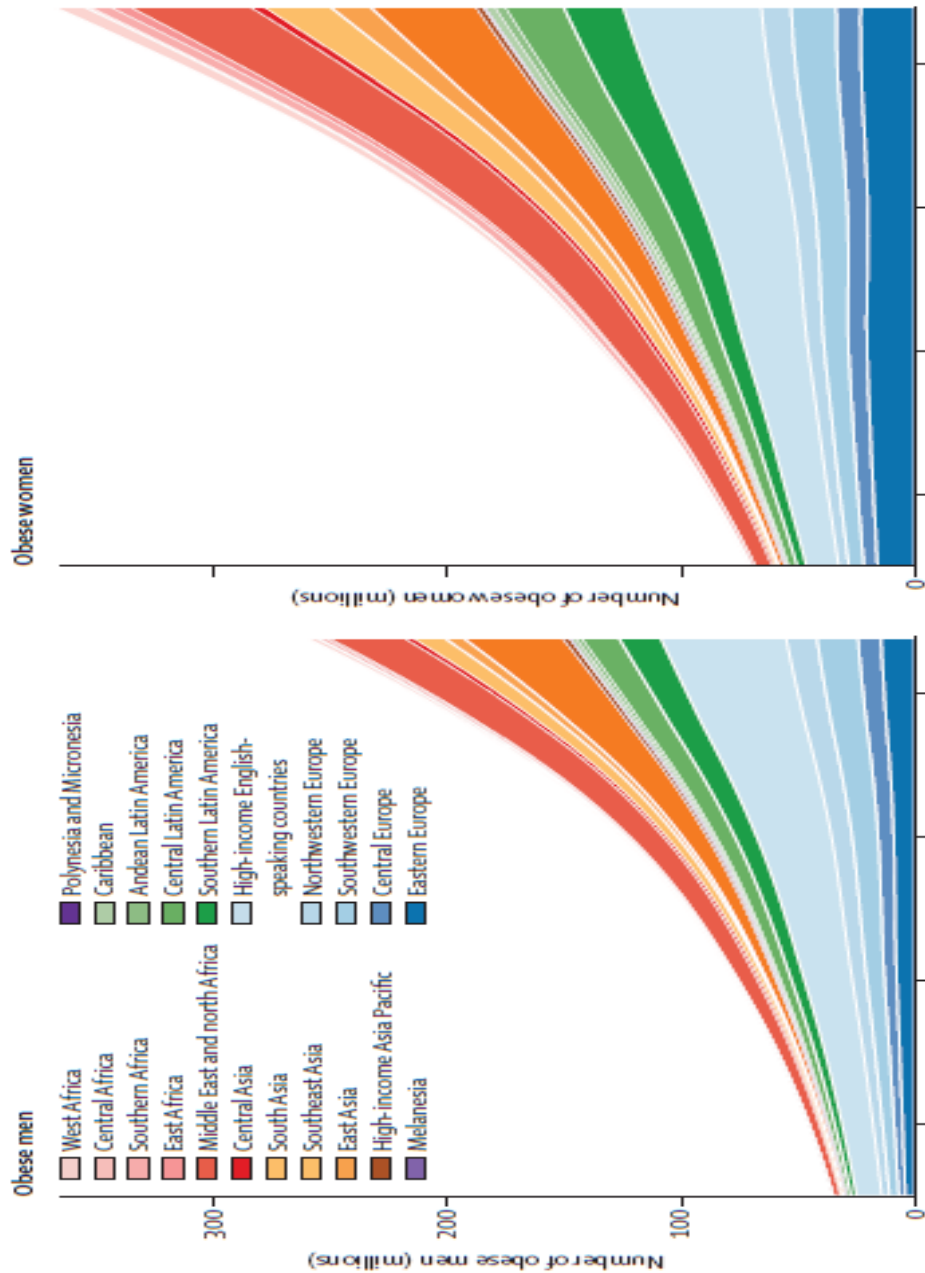 Obese men
West Africa
Central Africa
Southern Africa
East Africa
Middle East and north Africa
Central Asia
South Asia
Southeast Asia
East Asia
High-income Asia Pacific
Melanesia
Polynesia and Micronesia
Caribbean
Andean Latin America
Central Latin America
Southern Latin America
High-income English-
speaking countries
Northwestern Europe
Southwestern Europe
Central Europe
Eastern Europe
Number of obese men (millions)
300
200
100
0
Obese women
Number of obese women (millions)
300
200
100
0